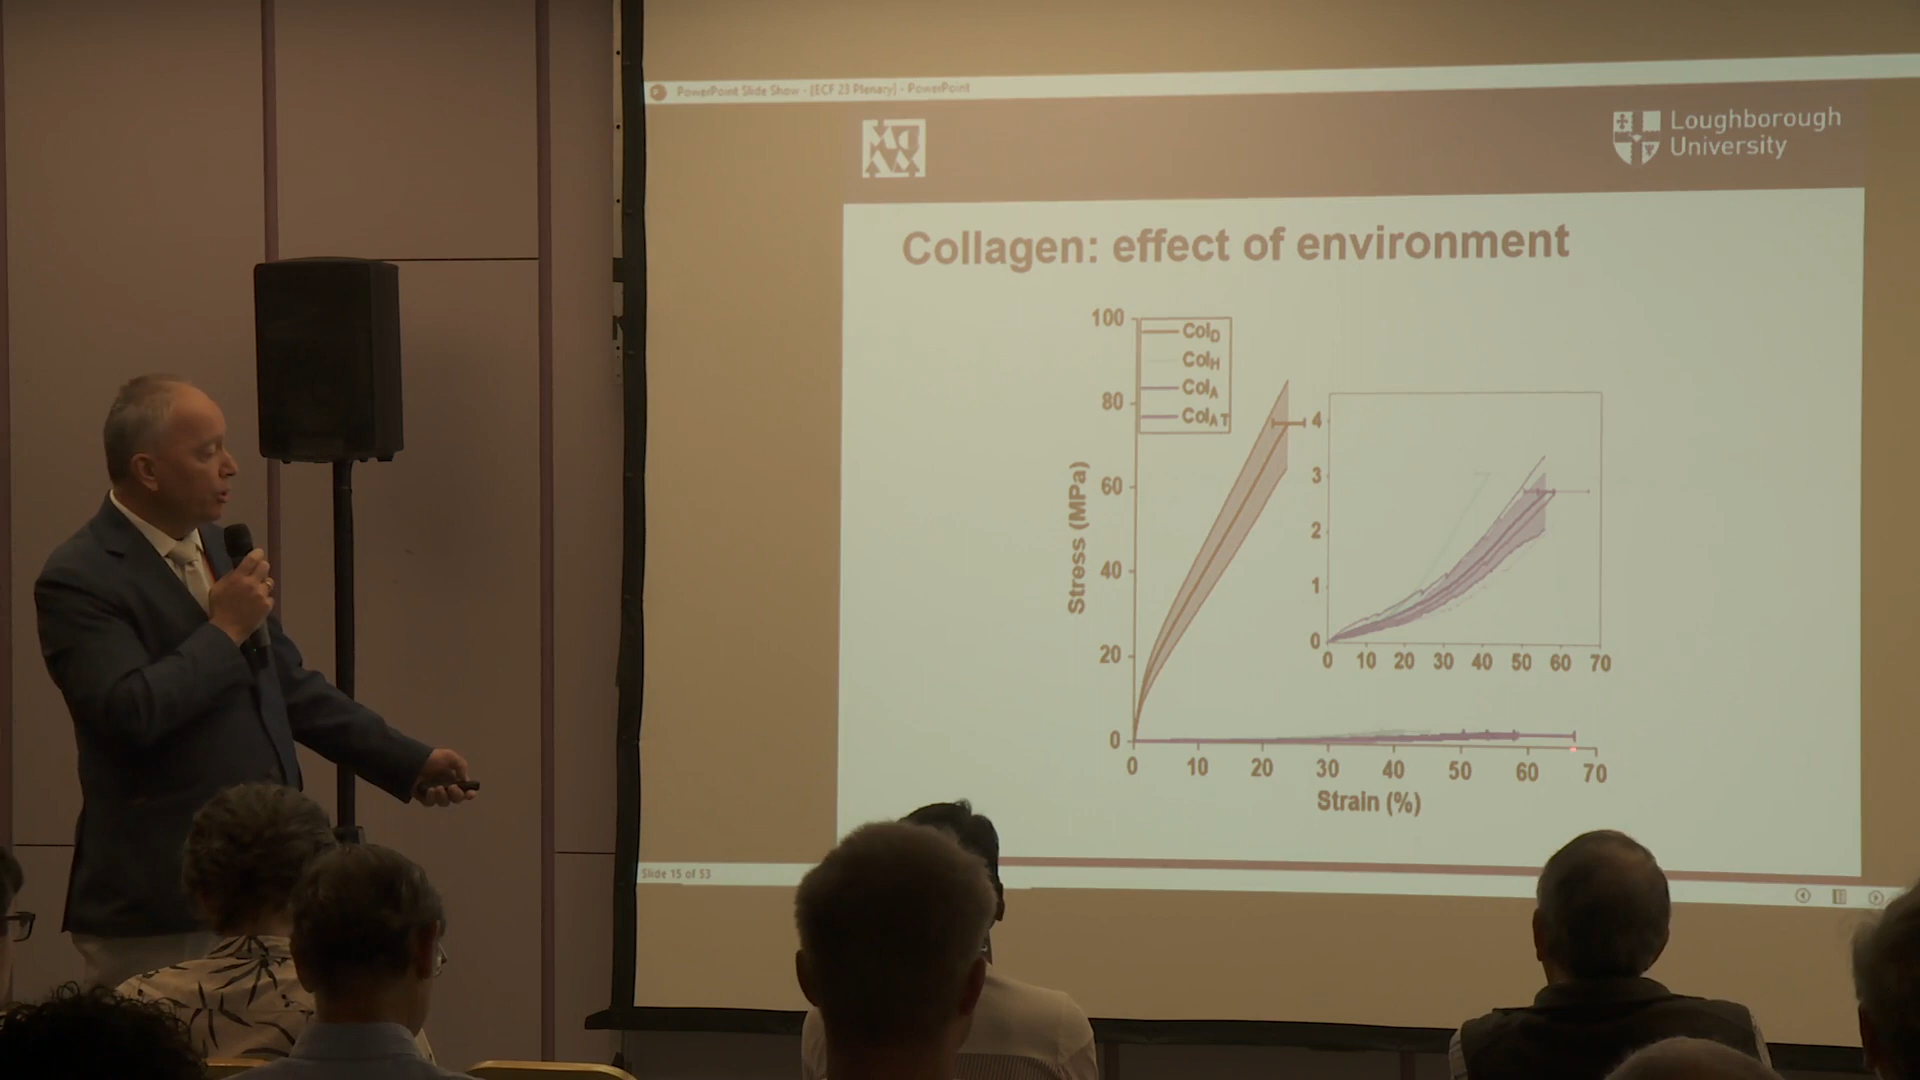 PowerPoint Slide Show - [ECF 23 Plenary] - PowerPoint
Loughborough
University
Collagen: effect of environment
Col_D
Col_H
Col_A
Col_AT
100
80
60
40
20
0
Stress (MPa)
0 10 20 30 40 50 60 70
Strain (%)
4
3
2
1
0
0 10 20 30 40 50 60 70
Slide 15 of 53